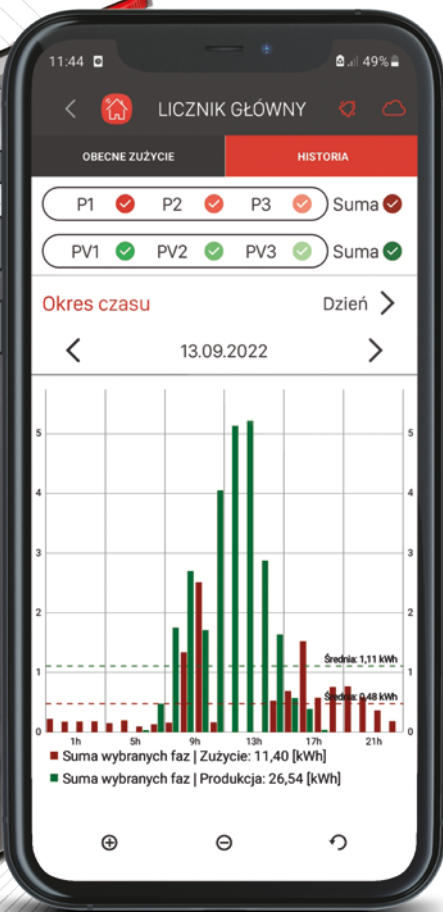 11:44 49%
LICZNIK GŁÓWNY
OBECNE ZUŻYCIE HISTORIA
P1 P2 P3 Suma
PV1 PV2 PV3 Suma
Okres czasu Dzień
13.09.2022
5 5
4 4
3 3
2 2
Średnia: 1,11 kWh
1 1
Średnia: 0,48 kWh
0 0
1h 5h 9h 13h 17h 21h
Suma wybranych faz | Zużycie: 11,40 [kWh]
Suma wybranych faz | Produkcja: 26,54 [kWh]